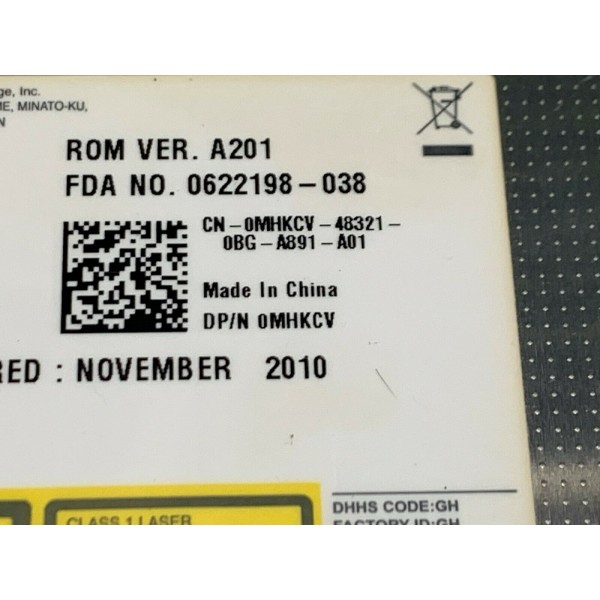 ge, Inc.
ME, MINATO-KU,
N
ROM VER. A201
FDA NO. 0622198-038
CN-0MHKCV-48321-
0BG-A891-A01
Made In China
DP/N 0MHKCV
RED : NOVEMBER 2010
CLASS 1 LASER
DHHS CODE:GH
FACTORY ID:GH